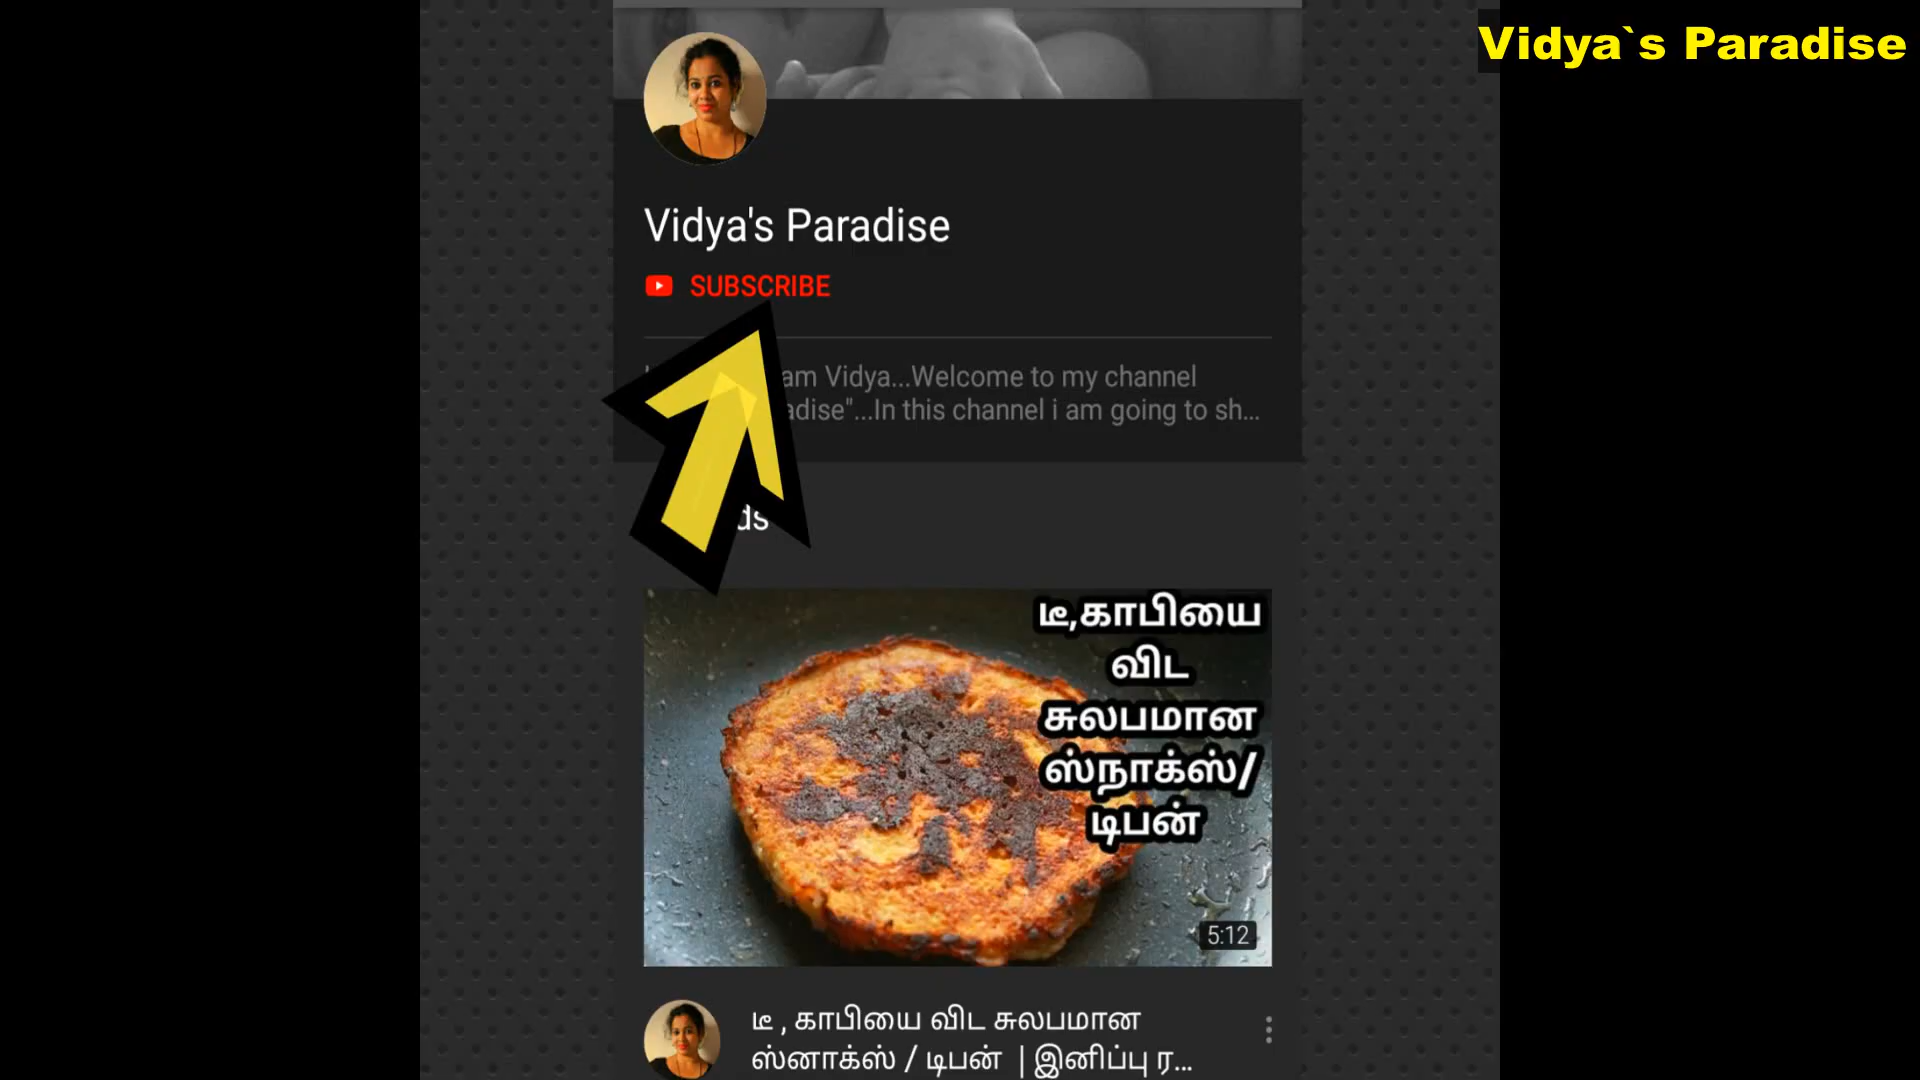 Vidya`s Paradise
Vidya's Paradise
SUBSCRIBE
am Vidya...Welcome to my channel
adise"...In this channel i am going to sh...
ds
டீ,காபியை
விட
சுலபமான
ஸ்நாக்ஸ்/
டிபன்
5:12
டீ , காபியை விட சுலபமான
ஸ்னாக்ஸ் / டிபன் | இனிப்பு ர...